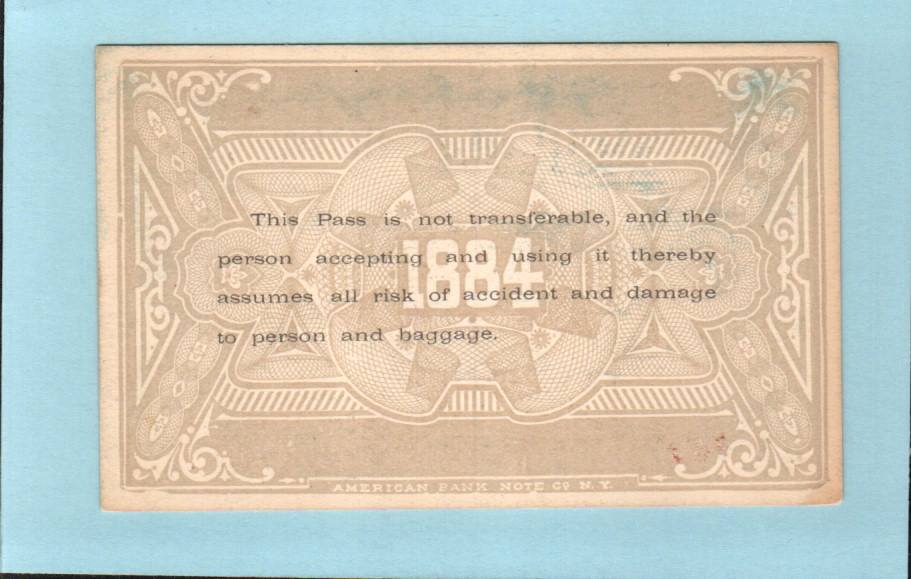 This Pass is not transferable, and the
person accepting and using it thereby
1884
assumes all risk of accident and damage
to person and baggage.
AMERICAN BANK NOTE Co N.Y.